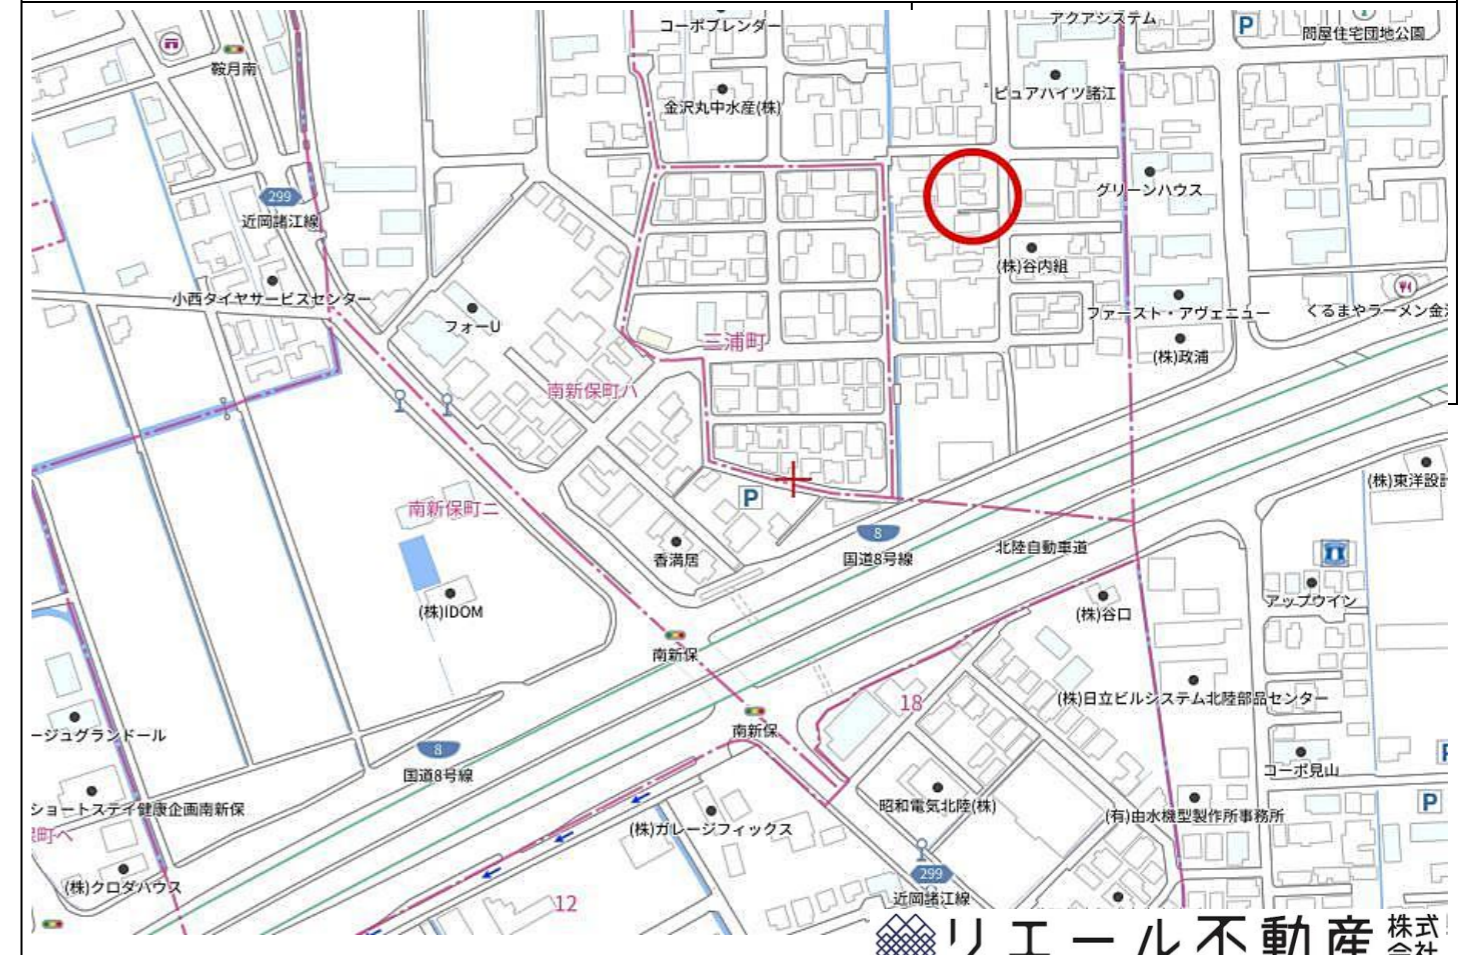 アクアシステム
コーポブレンダー
P
問屋住宅団地公園
鞍月南
ピュアハイツ諸江
金沢丸中水産(株)
グリーンハウス
299
近岡諸江線
(株)谷内組
小西タイヤサービスセンター
ファースト・アヴェニュー
くるまやラーメン金
フォーU
三浦町
(株)政浦
南新保町ハ
(株)東洋設
P
南新保町ニ
8
国道8号線
北陸自動車道
香満居
アップウイン
(株)IDOM
(株)谷口
南新保
(株)日立ビルシステム北陸部品センター
18
ージュグランドール
南新保
8
国道8号線
コーポ見山
P
ショートステイ健康企画南新保
昭和電気北陸(株)
(有)由水機型製作所事務所
(株)ガレージフィックス
町ヘ
299
(株)クロダハウス
近岡諸江線
12
リエール不動産 株式会社